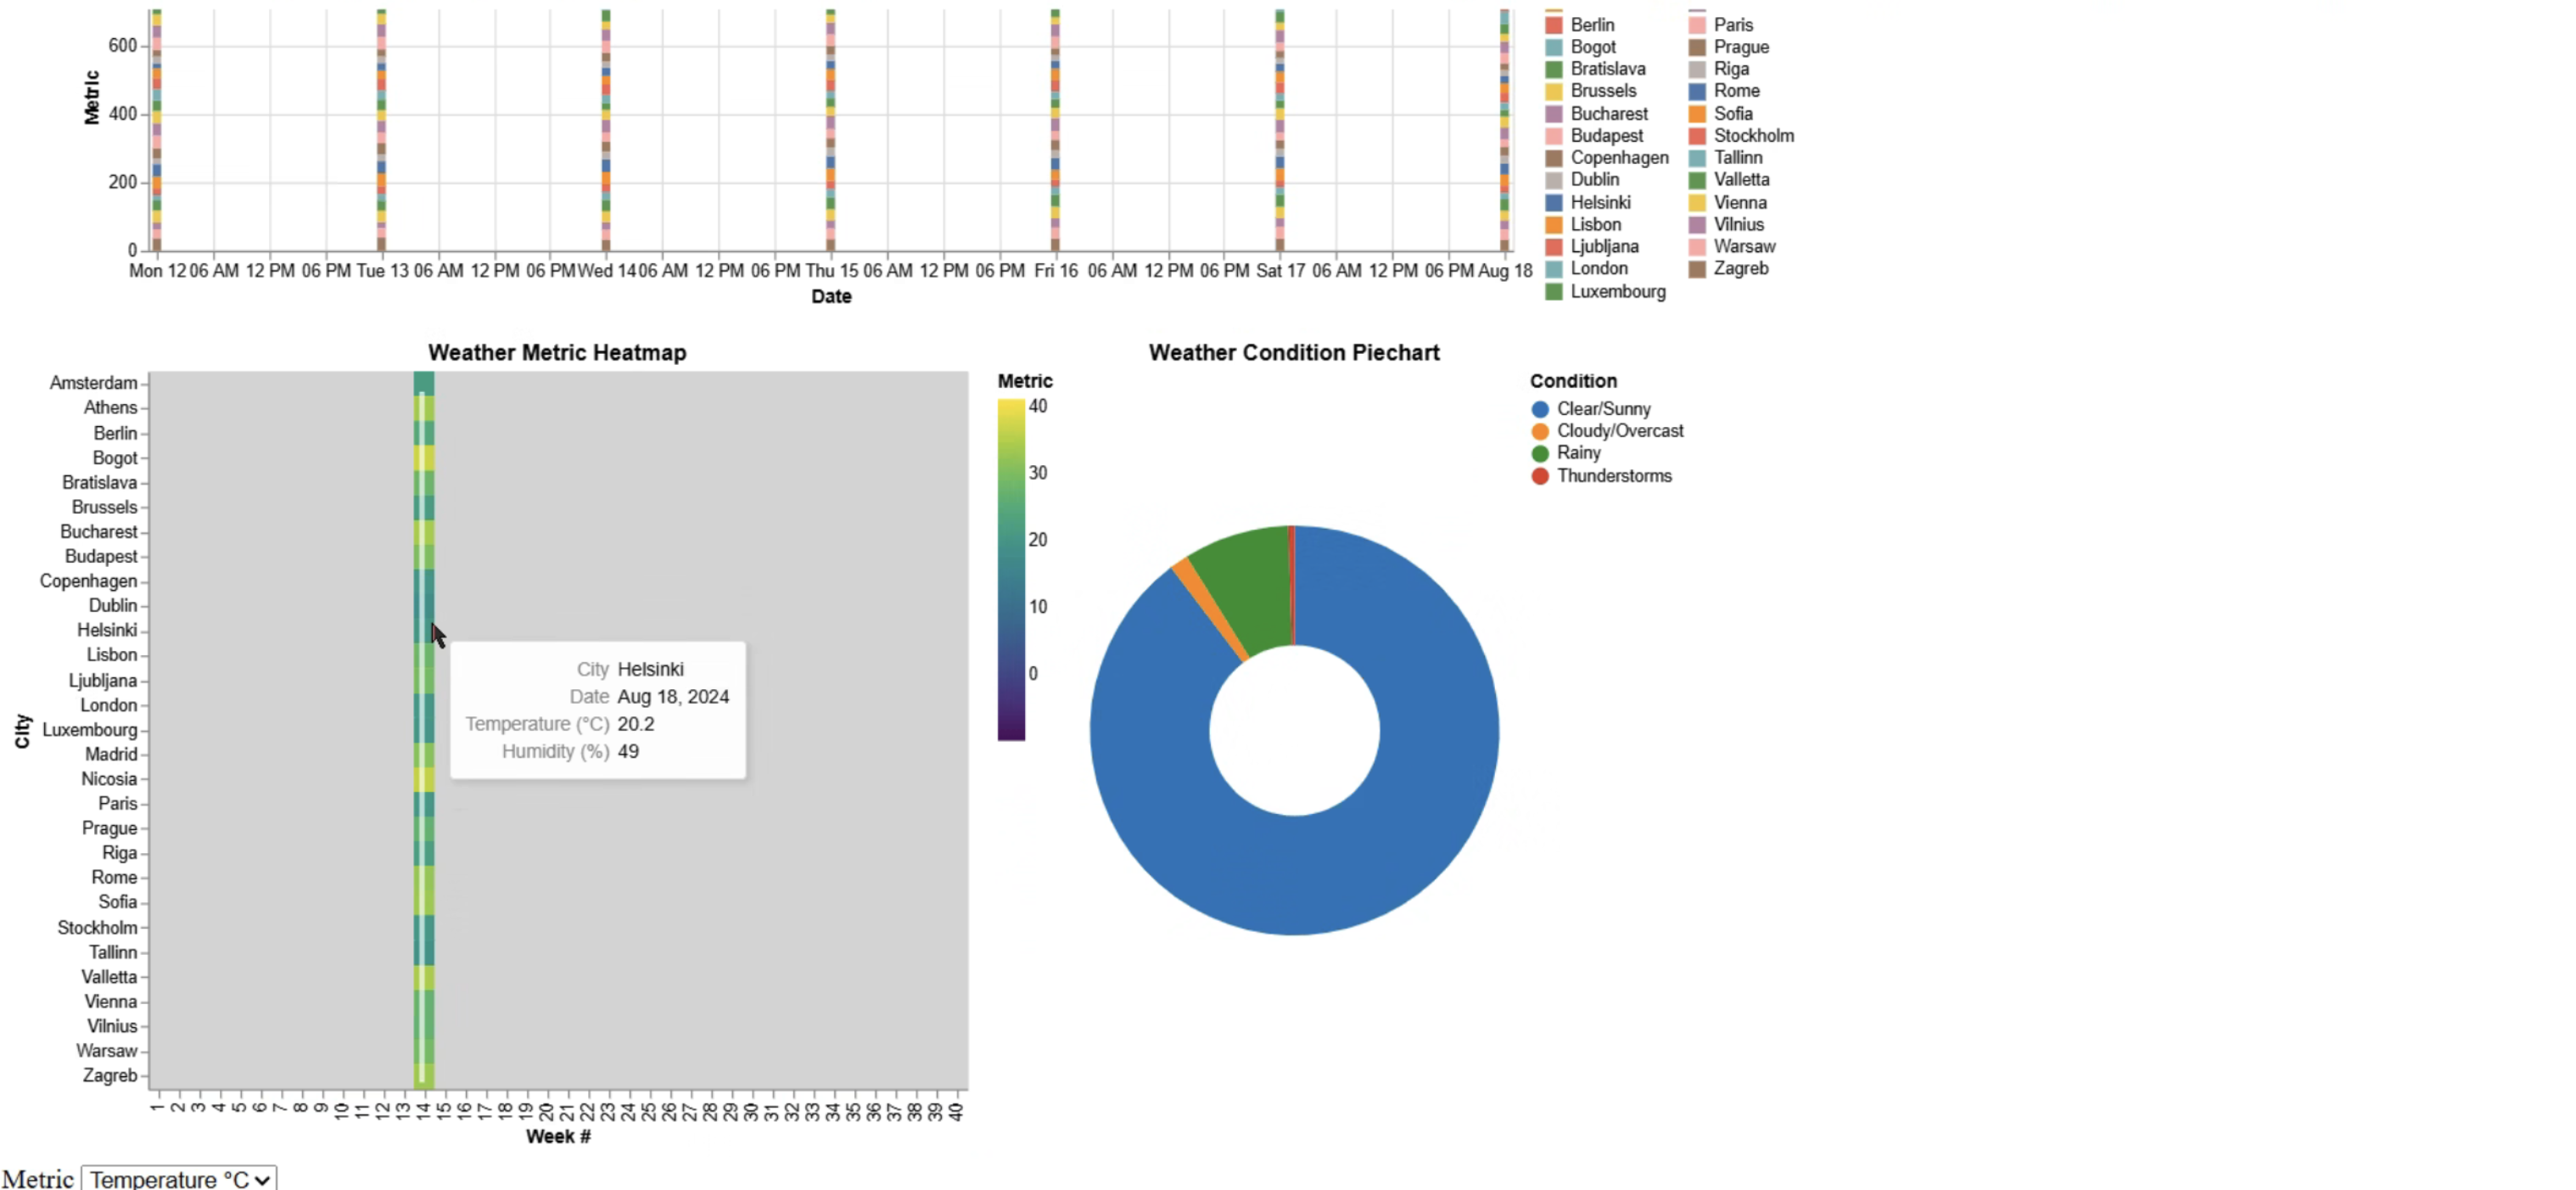 600
400
200
0
Metric
Mon 12 06 AM 12 PM 06 PM Tue 13 06 AM 12 PM 06 PM Wed 14 06 AM 12 PM 06 PM Thu 15 06 AM 12 PM 06 PM Fri 16 06 AM 12 PM 06 PM Sat 17 06 AM 12 PM 06 PM Aug 18
Date
Berlin
Bogot
Bratislava
Brussels
Bucharest
Budapest
Copenhagen
Dublin
Helsinki
Lisbon
Ljubljana
London
Luxembourg
Paris
Prague
Riga
Rome
Sofia
Stockholm
Tallinn
Valletta
Vienna
Vilnius
Warsaw
Zagreb
Weather Metric Heatmap
City
Amsterdam
Athens
Berlin
Bogot
Bratislava
Brussels
Bucharest
Budapest
Copenhagen
Dublin
Helsinki
Lisbon
Ljubljana
London
Luxembourg
Madrid
Nicosia
Paris
Prague
Riga
Rome
Sofia
Stockholm
Tallinn
Valletta
Vienna
Vilnius
Warsaw
Zagreb
1 2 3 4 5 6 7 8 9 10 11 12 13 14 15 16 17 18 19 20 21 22 23 24 25 26 27 28 29 30 31 32 33 34 35 36 37 38 39 40
Week #
City Helsinki
Date Aug 18, 2024
Temperature (°C) 20.2
Humidity (%) 49
Metric
40
30
20
10
0
Weather Condition Piechart
Condition
Clear/Sunny
Cloudy/Overcast
Rainy
Thunderstorms
Metric Temperature °C